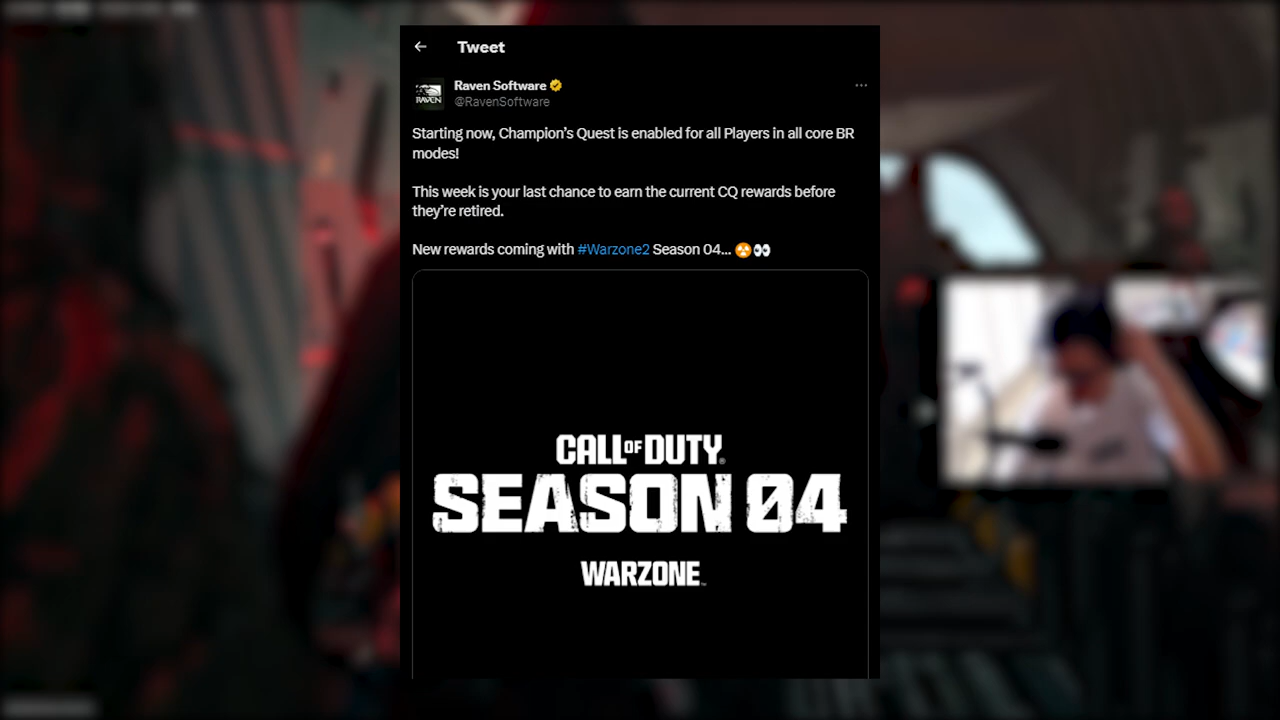 Tweet
Raven Software
@RavenSoftware
RAVEN
Starting now, Champion’s Quest is enabled for all Players in all core BR
modes!
This week is your last chance to earn the current CQ rewards before
they’re retired.
New rewards coming with #Warzone2 Season 04... ☢️👀
CALL OF DUTY®
SEASON 04
WARZONE™